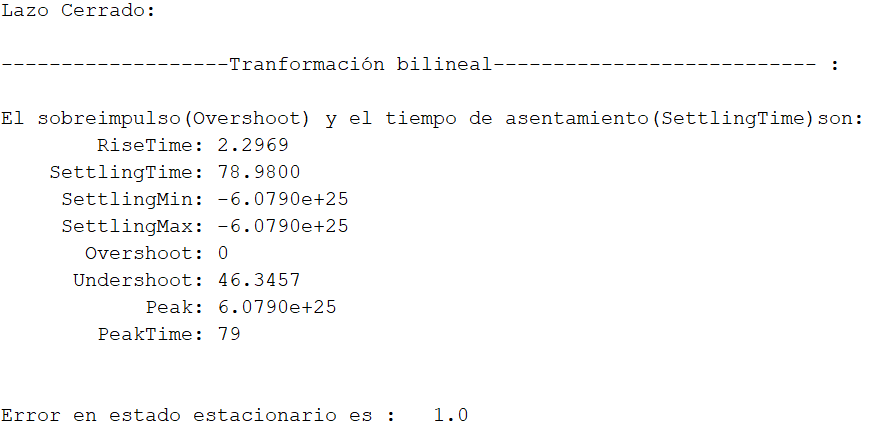 Lazo Cerrado:
-------------------Tranformación bilineal--------------------------- :
El sobreimpulso(Overshoot) y el tiempo de asentamiento(SettlingTime)son:
RiseTime: 2.2969
SettlingTime: 78.9800
SettlingMin: -6.0790e+25
SettlingMax: -6.0790e+25
Overshoot: 0
Undershoot: 46.3457
Peak: 6.0790e+25
PeakTime: 79
Error en estado estacionario es :   1.0